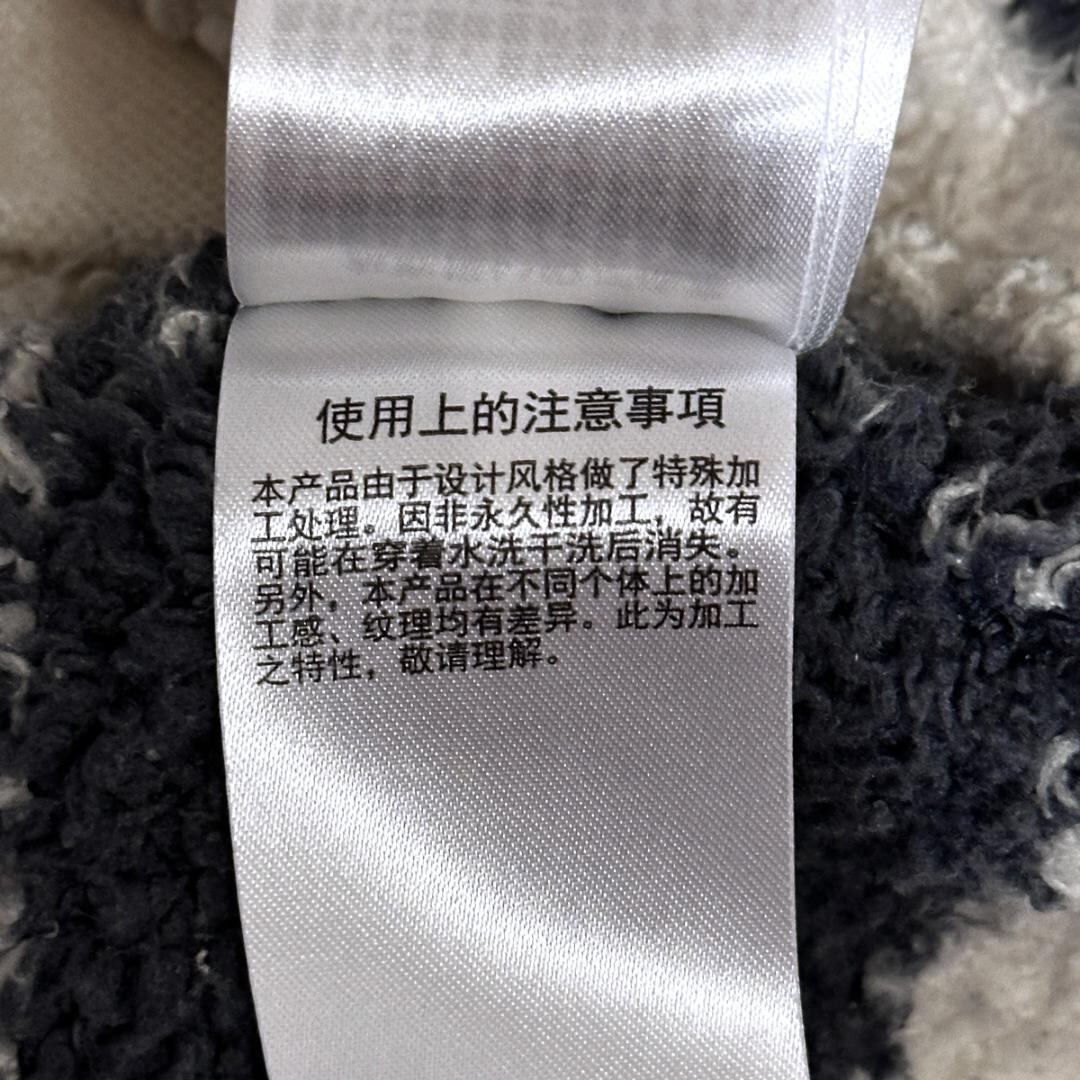 使用上的注意事項
本产品由于设计风格做了特殊加
工处理。因非永久性加工，故有
可能在穿着水洗干洗后消失。
另外，本产品在不同个体上的加
工感、纹理均有差异。此为加工
之特性，敬请理解。